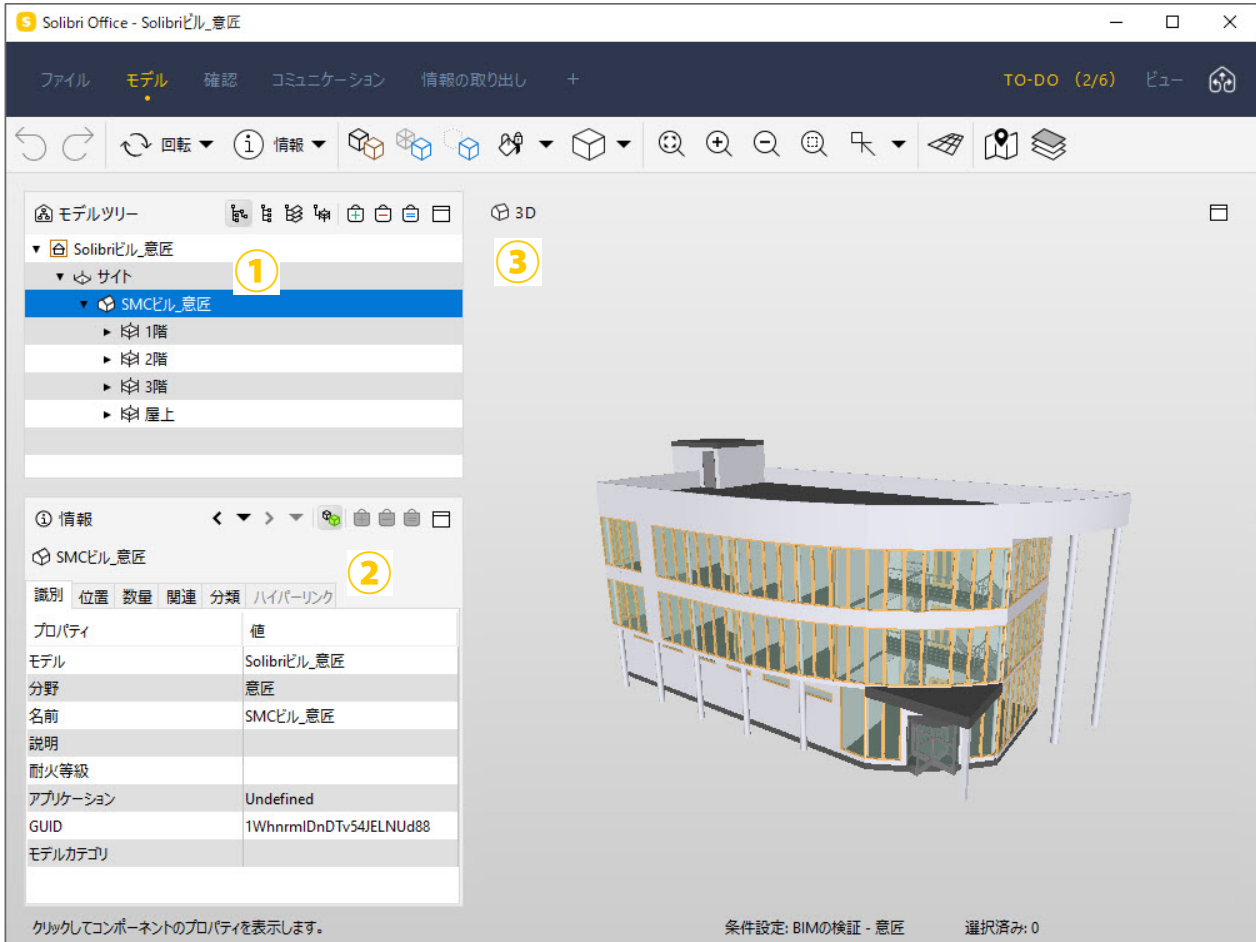 S Solibri Office - Solibriビル_意匠
ファイル モデル 確認 コミュニケーション 情報の取り出し + TO-DO (2/6) ビュー
回転 情報
モデルツリー
Solibriビル_意匠
サイト
①
SMCビル_意匠
1階
2階
3階
屋上
情報
SMCビル_意匠
②
識別 位置 数量 関連 分類 ハイパーリンク
プロパティ 値
モデル Solibriビル_意匠
分野 意匠
名前 SMCビル_意匠
説明
耐火等級
アプリケーション Undefined
GUID 1WhnrmIDnDTv54JELNUd88
モデルカテゴリ
3D
③
クリックしてコンポーネントのプロパティを表示します。 条件設定: BIMの検証 - 意匠 選択済み: 0